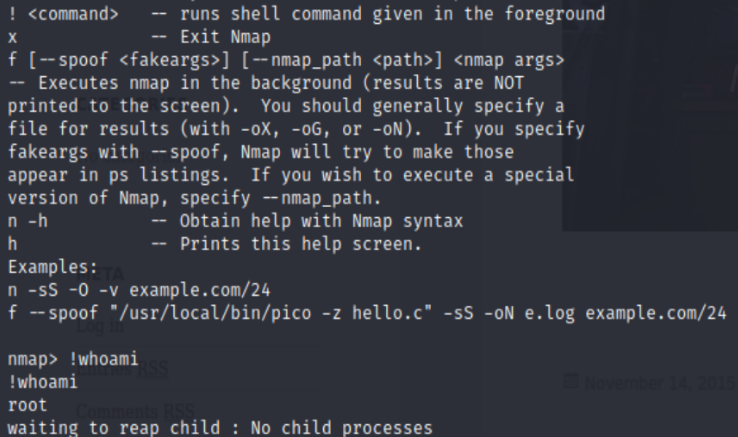 ! <command>   -- runs shell command given in the foreground
x             -- Exit Nmap
f [--spoof <fakeargs>] [--nmap_path <path>] <nmap args>
-- Executes nmap in the background (results are NOT
printed to the screen).  You should generally specify a
file for results (with -oX, -oG, or -oN).  If you specify
fakeargs with --spoof, Nmap will try to make those
appear in ps listings.  If you wish to execute a special
version of Nmap, specify --nmap_path.
n -h          -- Obtain help with Nmap syntax
h             -- Prints this help screen.
Examples:
META
n -sS -O -v example.com/24
f --spoof "/usr/local/bin/pico -z hello.c" -sS -oN e.log example.com/24
Log in
nmap> !whoami
Entries RSS
!whoami
November 14, 2015
root
Comments RSS
waiting to reap child : No child processes